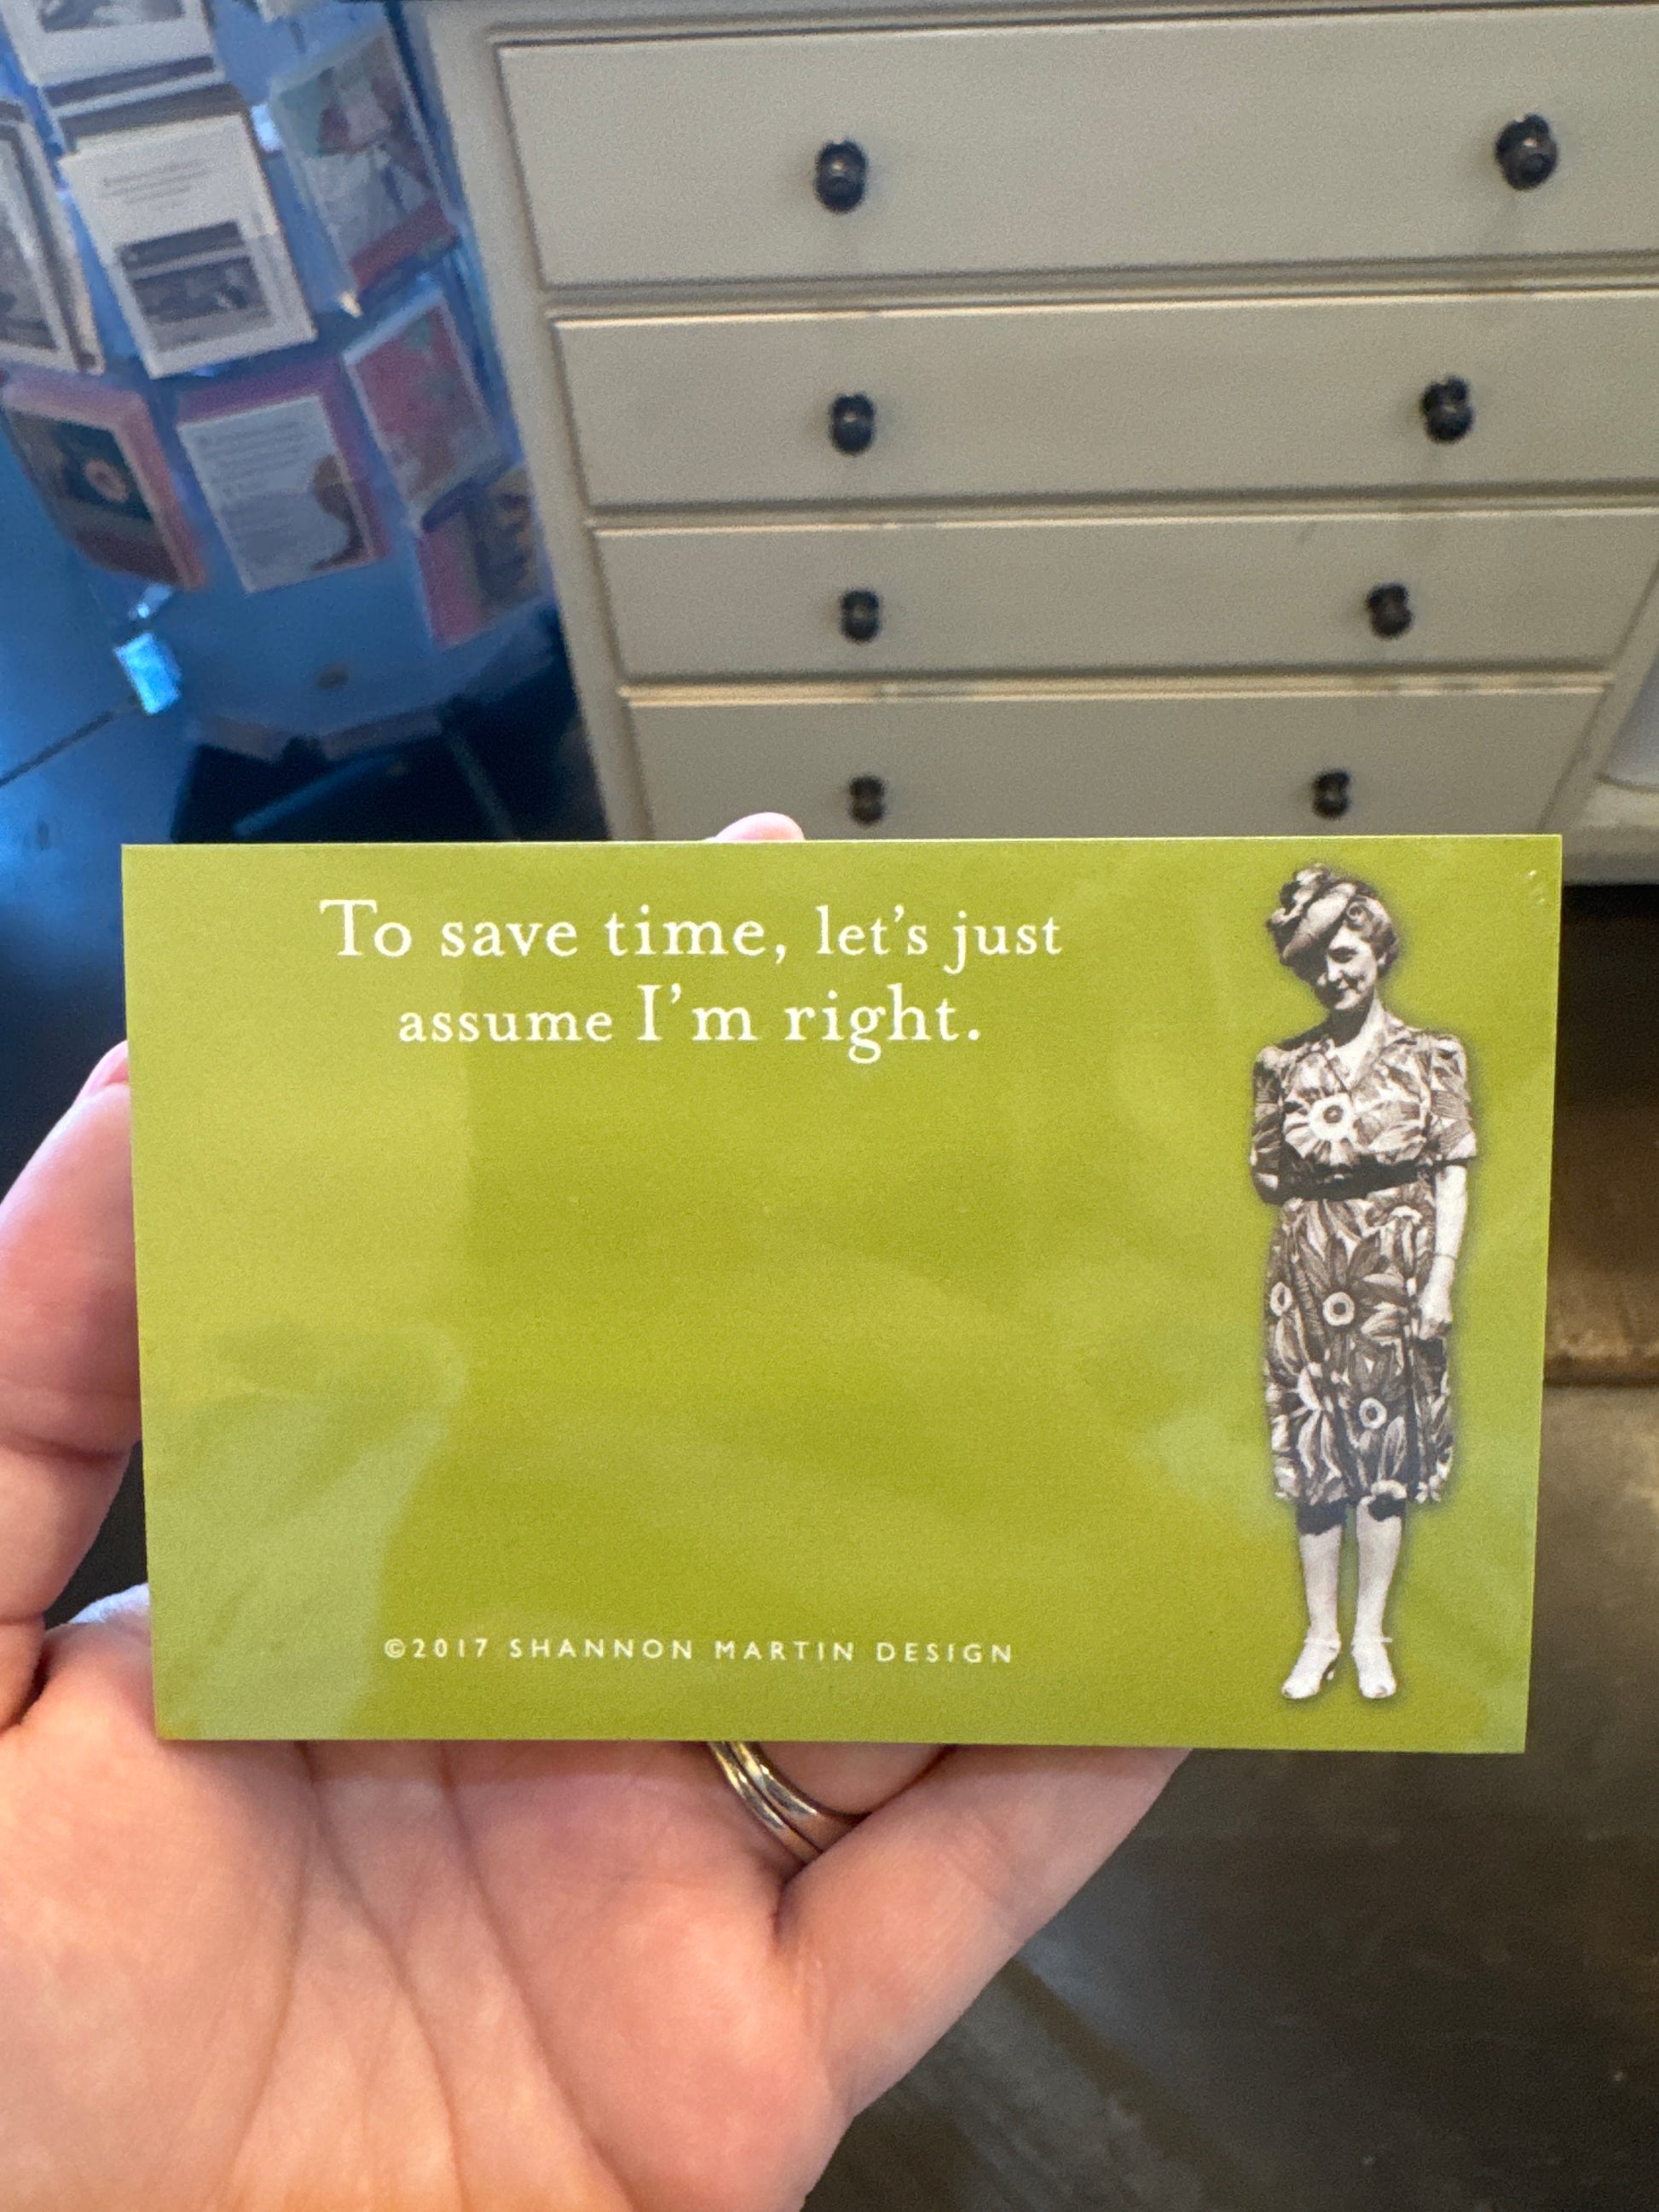 To save time, let's just
assume I'm right.
©2017 SHANNON MARTIN DESIGN